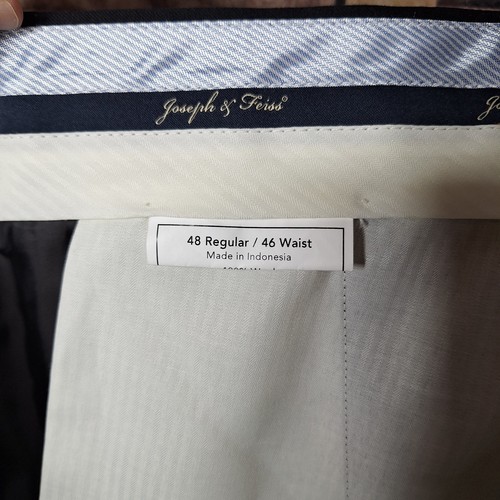 Joseph & Feiss®
48 Regular / 46 Waist
Made in Indonesia